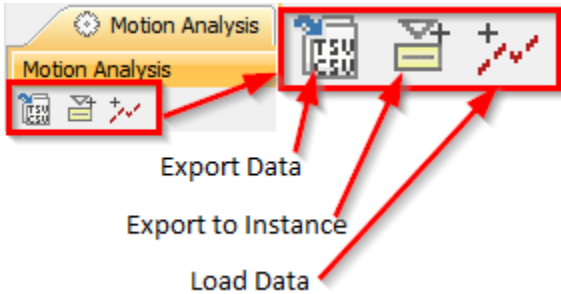 Motion Analysis
Motion Analysis
TSV
CSV
TSV
CSV
Export Data
Export to Instance
Load Data